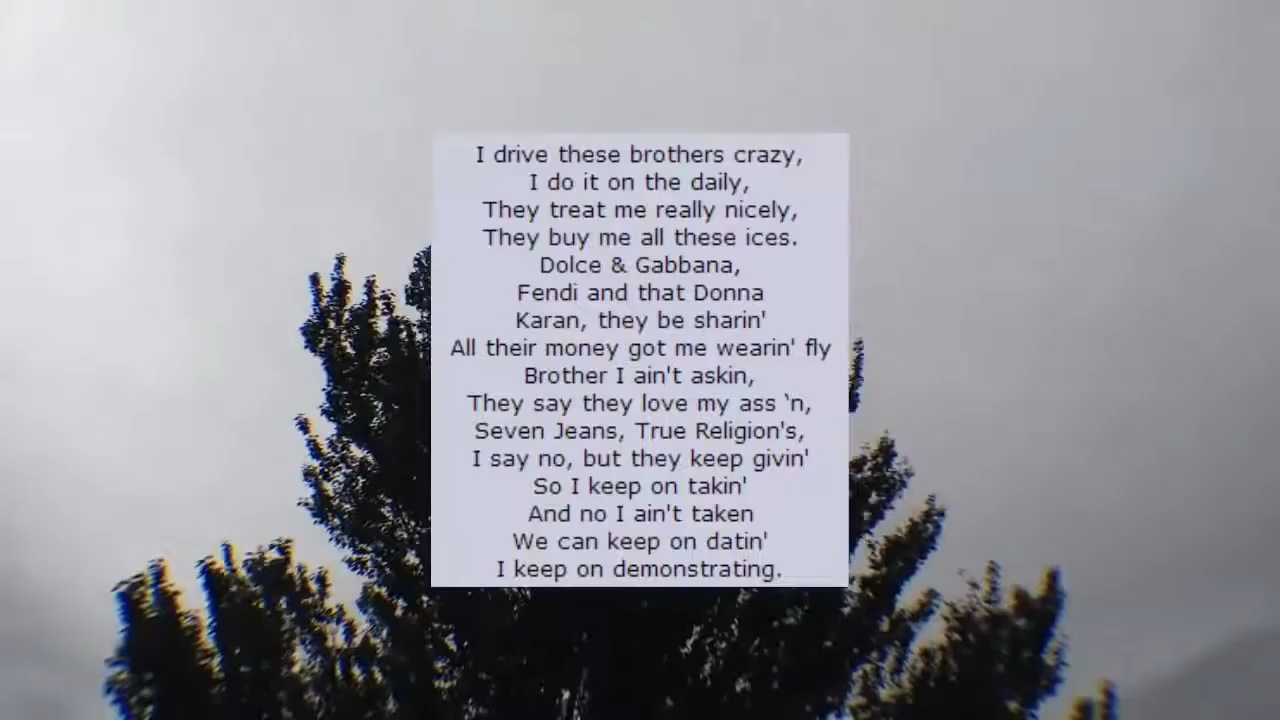 I drive these brothers crazy,
I do it on the daily,
They treat me really nicely,
They buy me all these ices.
Dolce & Gabbana,
Fendi and that Donna
Karan, they be sharin'
All their money got me wearin' fly
Brother I ain't askin,
They say they love my ass ‘n,
Seven Jeans, True Religion's,
I say no, but they keep givin'
So I keep on takin'
And no I ain't taken
We can keep on datin'
I keep on demonstrating.